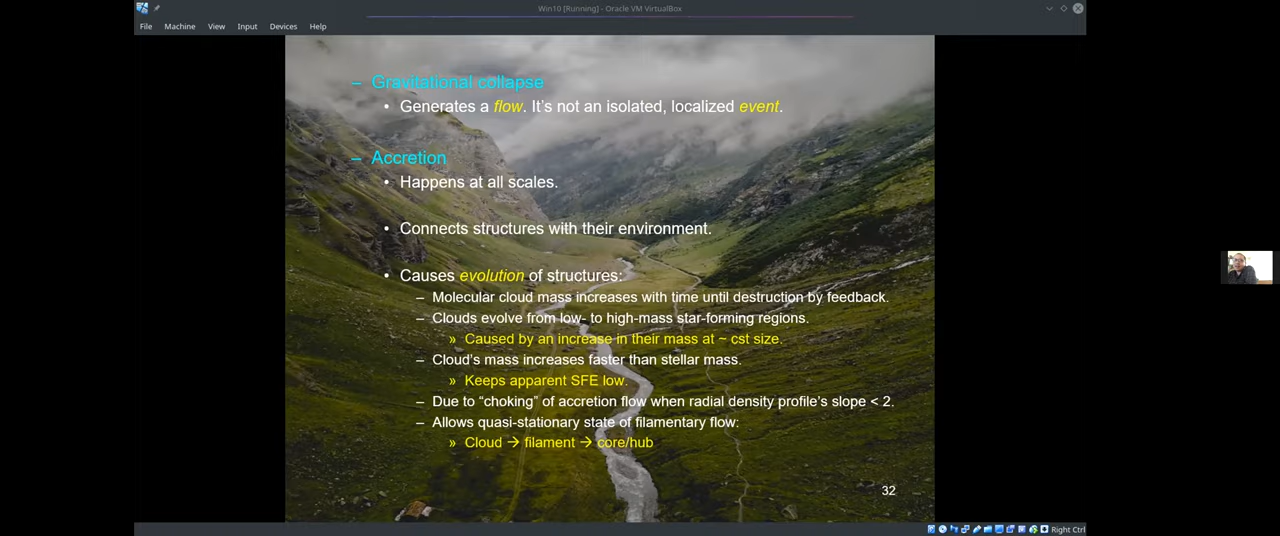 Win10 [Running] - Oracle VM VirtualBox
File Machine View Input Devices Help
– Gravitational collapse
• Generates a flow. It’s not an isolated, localized event.
– Accretion
• Happens at all scales.
• Connects structures with their environment.
• Causes evolution of structures:
– Molecular cloud mass increases with time until destruction by feedback.
– Clouds evolve from low- to high-mass star-forming regions.
» Caused by an increase in their mass at ~ cst size.
– Cloud’s mass increases faster than stellar mass.
» Keeps apparent SFE low.
– Due to “choking” of accretion flow when radial density profile’s slope < 2.
– Allows quasi-stationary state of filamentary flow:
» Cloud → filament → core/hub
32
Right Ctrl